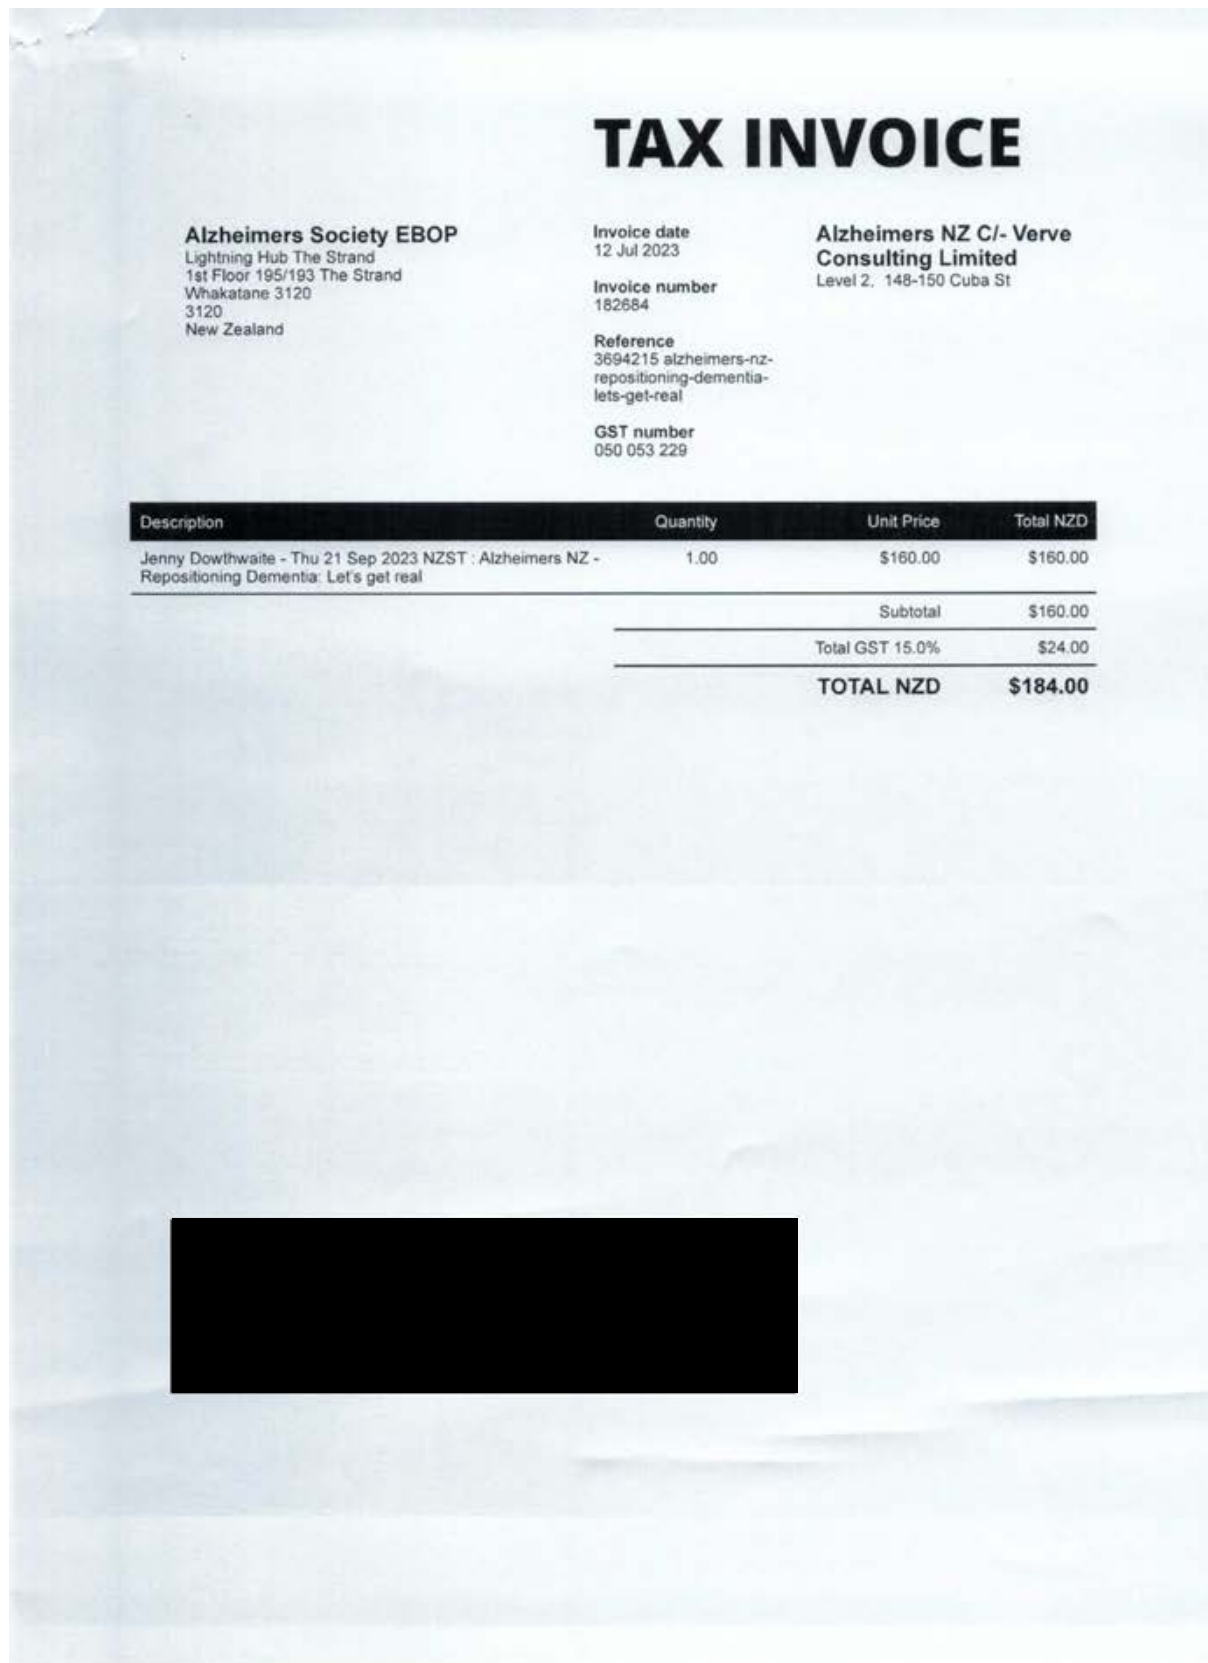 TAX INVOICE
Alzheimers Society EBOP
Lightning Hub The Strand
1st Floor 195/193 The Strand
Whakatane 3120
3120
New Zealand
Invoice date
12 Jul 2023
Invoice number
182684
Reference
3694215 alzheimers-nz-
repositioning-dementia-
lets-get-real
GST number
050 053 229
Alzheimers NZ C/- Verve
Consulting Limited
Level 2, 148-150 Cuba St
Description Quantity Unit Price Total NZD
Jenny Dowthwaite - Thu 21 Sep 2023 NZST : Alzheimers NZ - 1.00 $160.00 $160.00
Repositioning Dementia: Let's get real
Subtotal $160.00
Total GST 15.0% $24.00
TOTAL NZD $184.00